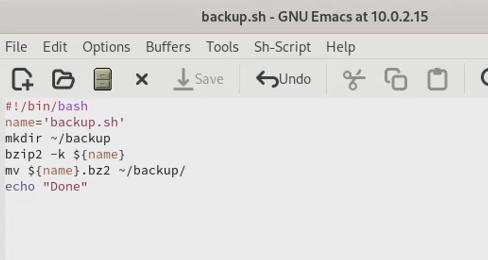 backup.sh - GNU Emacs at 10.0.2.15
File Edit Options Buffers Tools Sh-Script Help
Save Undo
#!/bin/bash
name='backup.sh'
mkdir ~/backup
bzip2 -k ${name}
mv ${name}.bz2 ~/backup/
echo "Done"